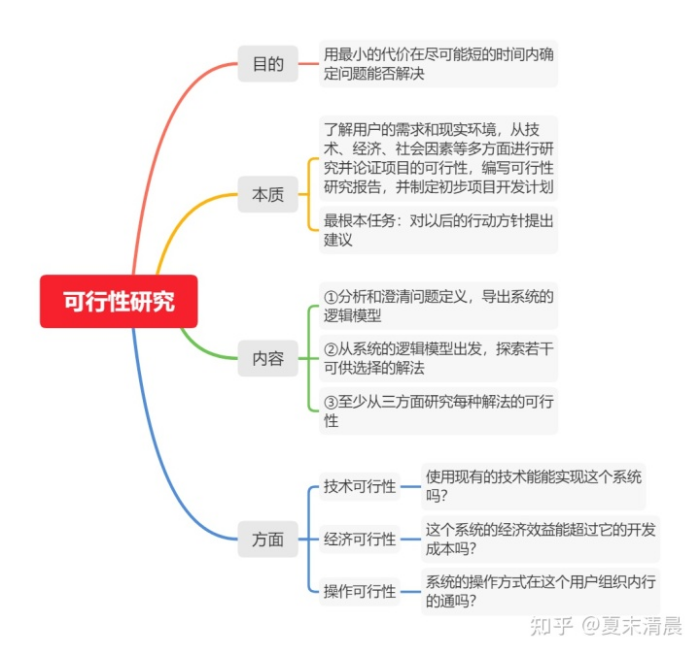 目的
用最小的代价在尽可能短的时间内确
定问题能否解决
本质
了解用户的需求和现实环境，从技
术、经济、社会因素等多方面进行研
究并论证项目的可行性，编写可行性
研究报告，并制定初步项目开发计划
最根本任务：对以后的行动方针提出
建议
可行性研究
内容
①分析和澄清问题定义，导出系统的
逻辑模型
②从系统的逻辑模型出发，探索若干
可供选择的解法
③至少从三方面研究每种解法的可行
性
方面
技术可行性
使用现有的技术能能实现这个系统
吗？
经济可行性
这个系统的经济效益能超过它的开发
成本吗？
操作可行性
系统的操作方式在这个用户组织内行
的通吗？
知乎 @夏末清晨